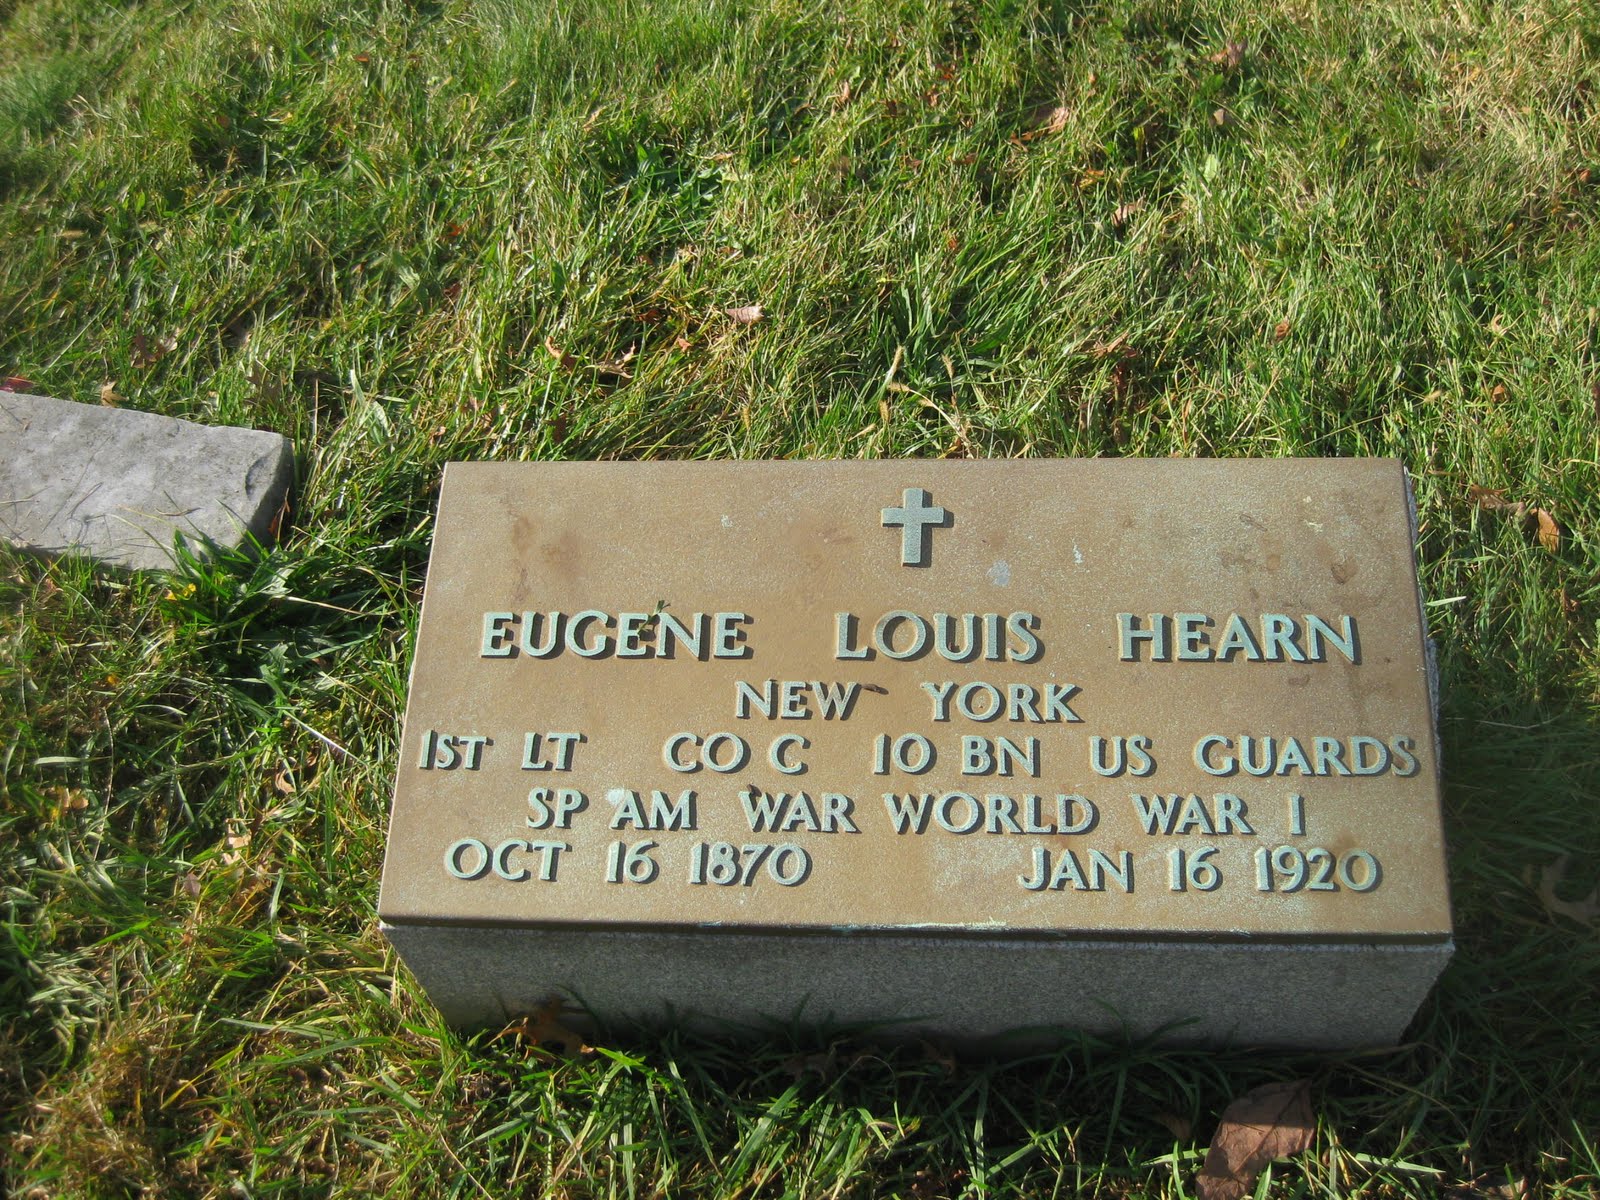 EUGENE LOUIS HEARN
NEW YORK
1ST LT CO C 10 BN US GUARDS
SP AM WAR WORLD WAR I
OCT 16 1870 JAN 16 1920